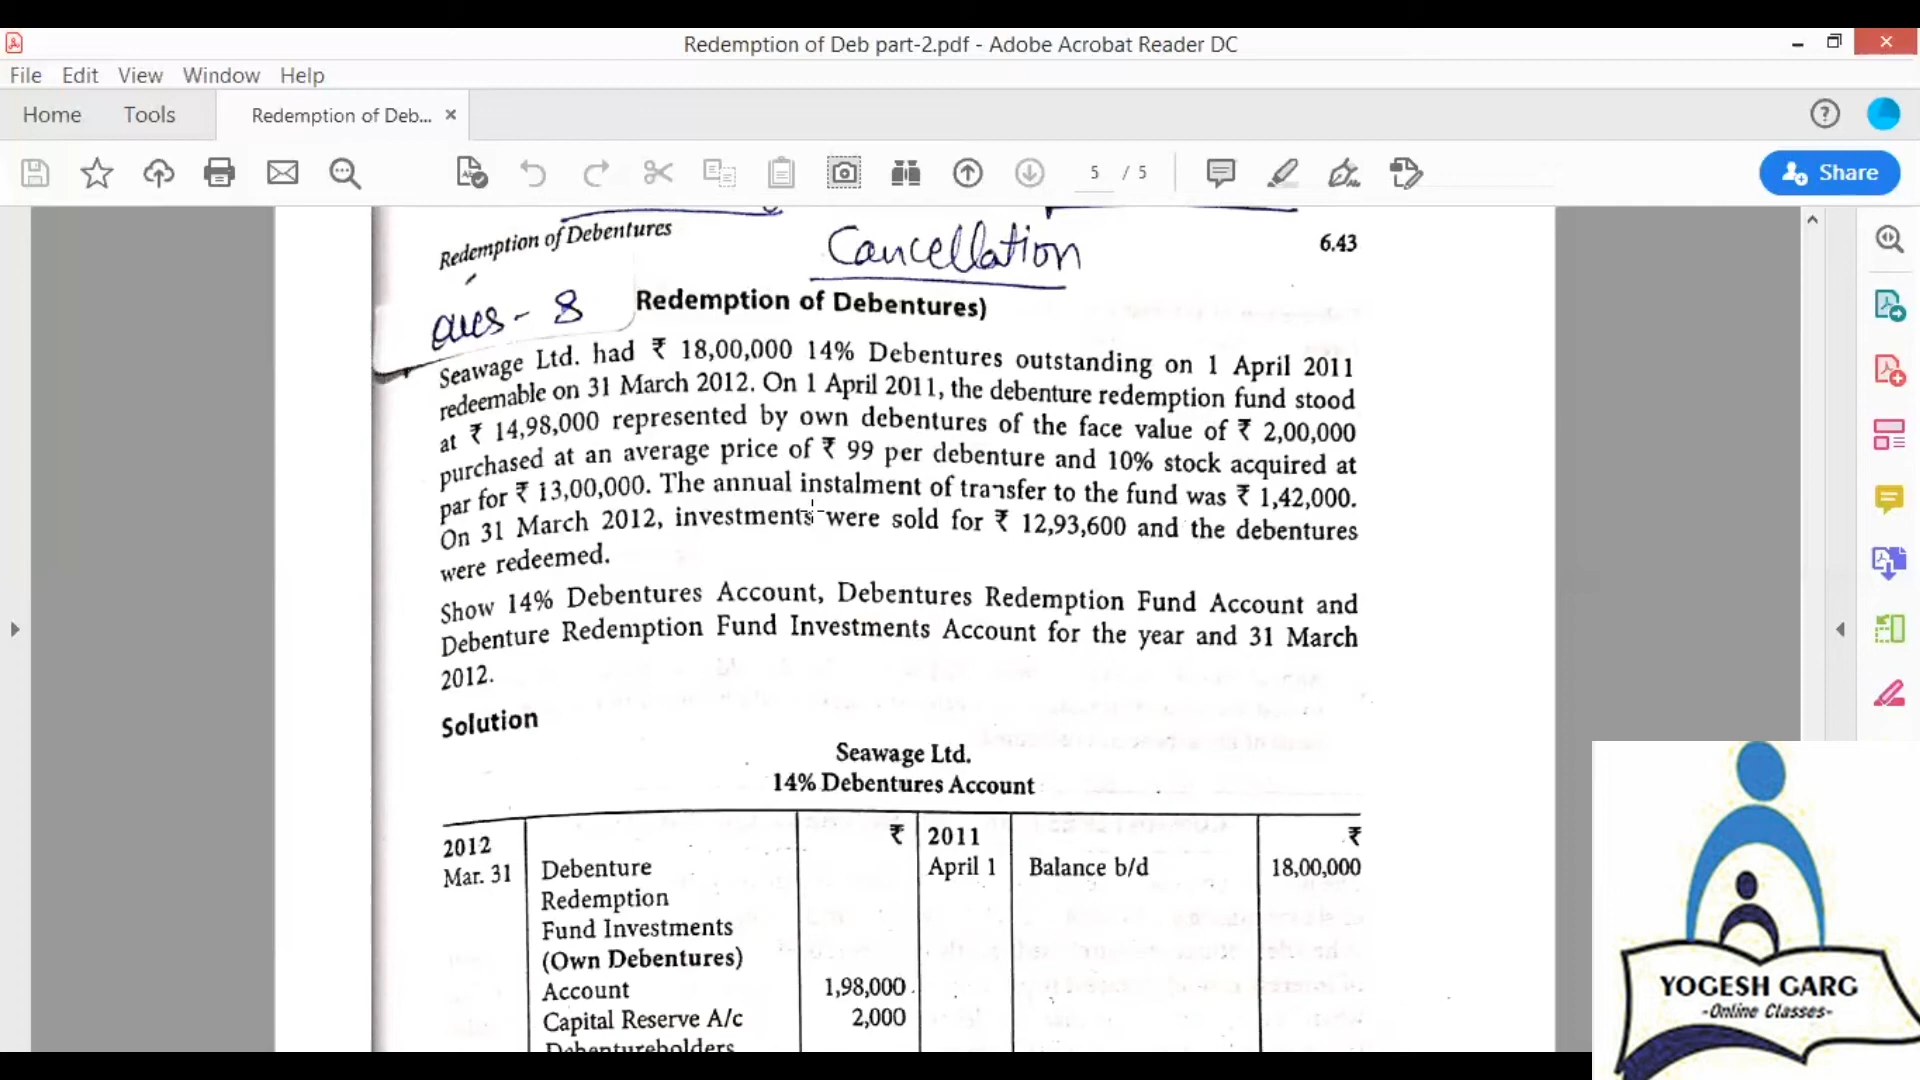 Redemption of Deb part-2.pdf - Adobe Acrobat Reader DC
File Edit View Window Help
Home Tools Redemption of Deb... ×
5 / 5
Share
Redemption of Debentures Cancellation 6.43
Ques - 8 Redemption of Debentures)
Seawage Ltd. had ₹ 18,00,000 14% Debentures outstanding on 1 April 2011
redeemable on 31 March 2012. On 1 April 2011, the debenture redemption fund stood
at ₹ 14,98,000 represented by own debentures of the face value of ₹ 2,00,000
purchased at an average price of ₹ 99 per debenture and 10% stock acquired at
par for ₹ 13,00,000. The annual instalment of transfer to the fund was ₹ 1,42,000.
On 31 March 2012, investments were sold for ₹ 12,93,600 and the debentures
were redeemed.
Show 14% Debentures Account, Debentures Redemption Fund Account and
Debenture Redemption Fund Investments Account for the year and 31 March
2012.
Solution
Seawage Ltd.
14% Debentures Account
2012 ₹ 2011 ₹
Mar. 31 Debenture April 1 Balance b/d 18,00,000
Redemption
Fund Investments
(Own Debentures)
Account 1,98,000
Capital Reserve A/c 2,000
Debentureholders
YOGESH GARG
-Online Classes-